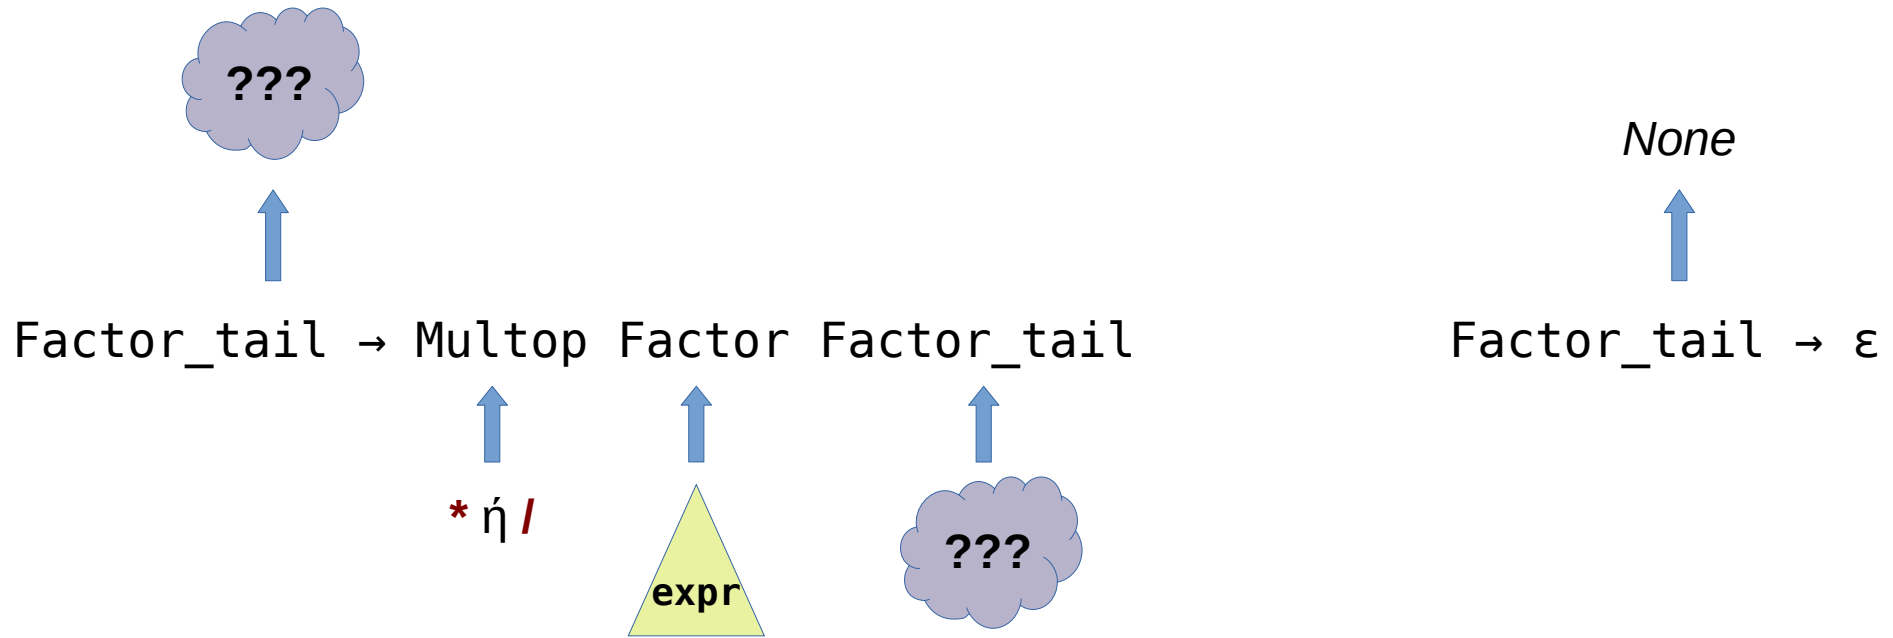 ???
None
Factor_tail → Multop Factor Factor_tail
Factor_tail → ε
* ή /
???
expr